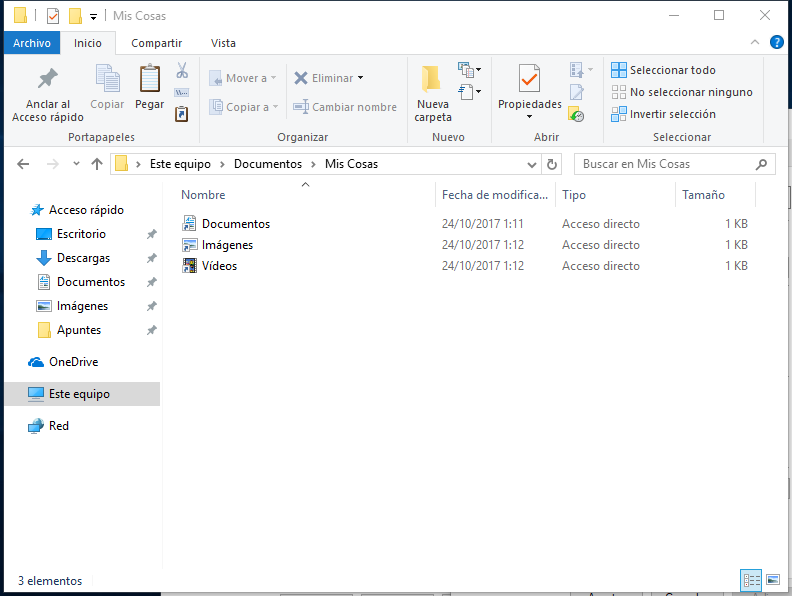 Mis Cosas
Archivo Inicio Compartir Vista
Anclar al Acceso rápido
Copiar
Pegar
Portapapeles
Mover a
Copiar a
Eliminar
Cambiar nombre
Organizar
Nueva carpeta
Nuevo
Propiedades
Abrir
Seleccionar todo
No seleccionar ninguno
Invertir selección
Seleccionar
Este equipo Documentos Mis Cosas
Buscar en Mis Cosas
Nombre Fecha de modifica... Tipo Tamaño
Documentos 24/10/2017 1:11 Acceso directo 1 KB
Imágenes 24/10/2017 1:12 Acceso directo 1 KB
Vídeos 24/10/2017 1:12 Acceso directo 1 KB
Acceso rápido
Escritorio
Descargas
Documentos
Imágenes
Apuntes
OneDrive
Este equipo
Red
3 elementos